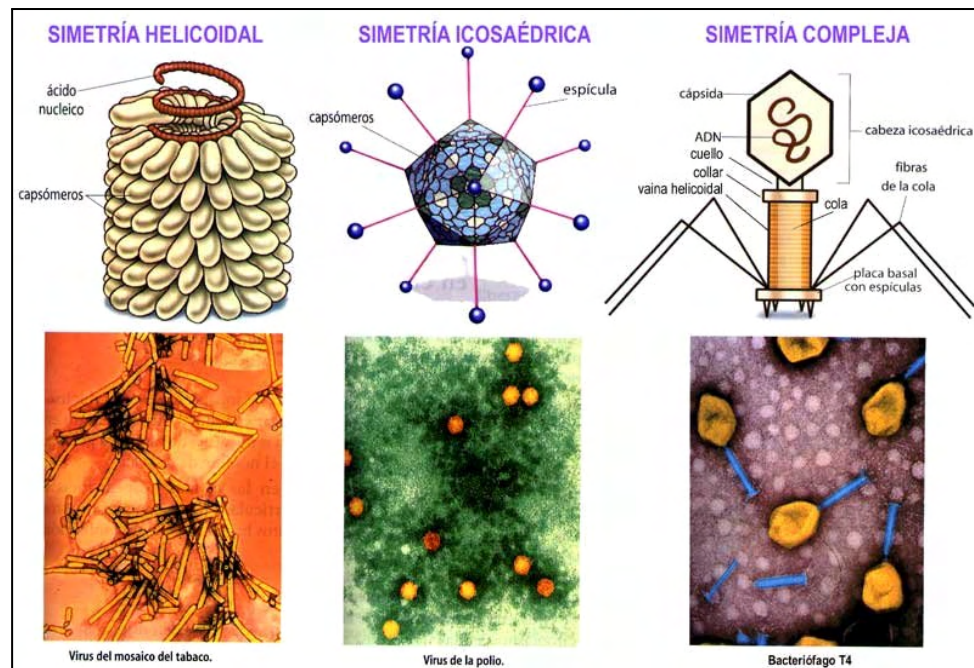 SIMETRÍA HELICOIDAL
ácido
nucleico
capsómeros
SIMETRÍA ICOSAÉDRICA
espícula
capsómeros
SIMETRÍA COMPLEJA
cápsida
ADN
cuello
collar
vaina helicoidal
cabeza icosaédrica
fibras
de la cola
cola
placa basal
con espículas
Virus del mosaico del tabaco.
Virus de la polio.
Bacteriófago T4